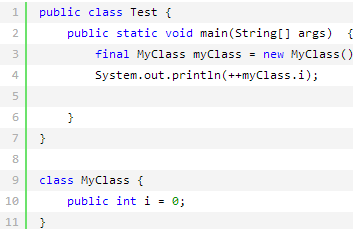 1 public class Test {
2 public static void main(String[] args) {
3 final MyClass myClass = new MyClass()
4 System.out.println(++myClass.i);
5
6 }
7 }
8
9 class MyClass {
10 public int i = 0;
11 }